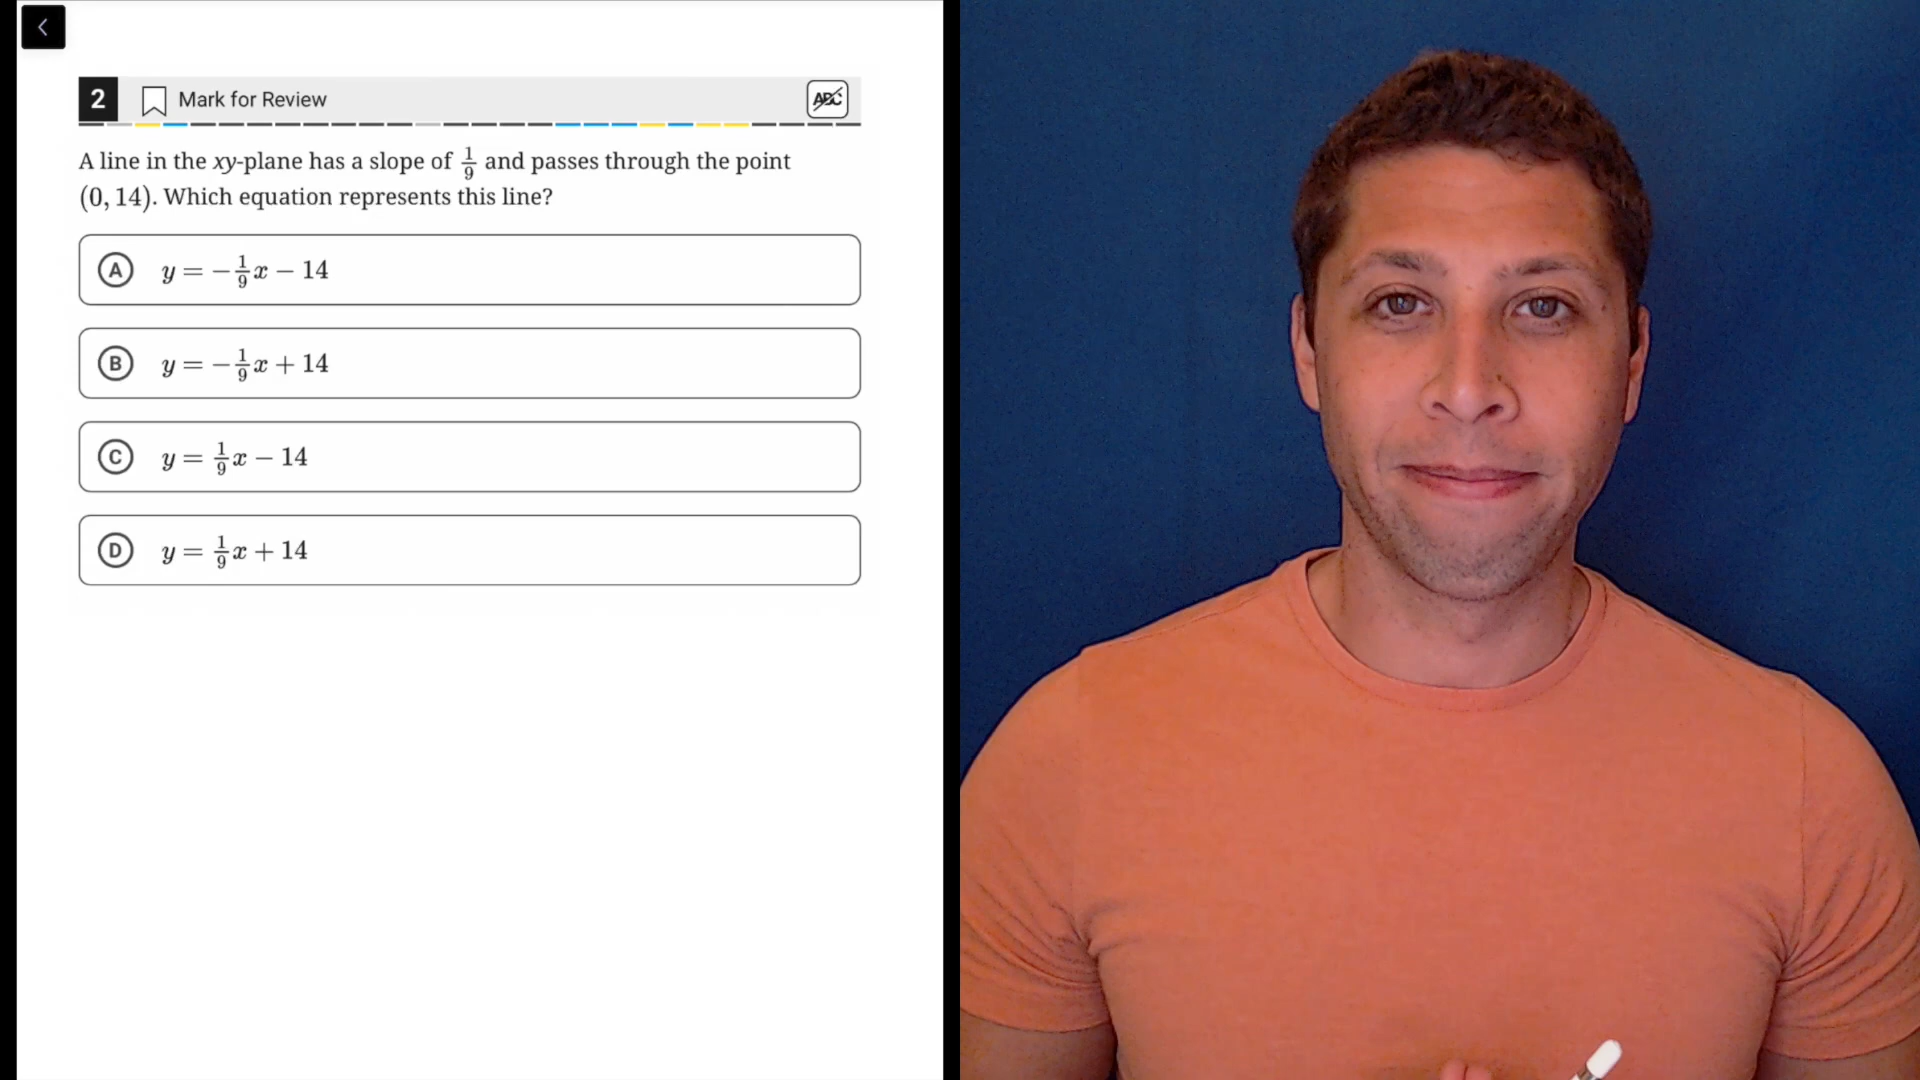 2 Mark for Review ABC
A line in the xy-plane has a slope of 1/9 and passes through the point
(0, 14). Which equation represents this line?
A y = −1/9x − 14
B y = −1/9x + 14
C y = 1/9x − 14
D y = 1/9x + 14